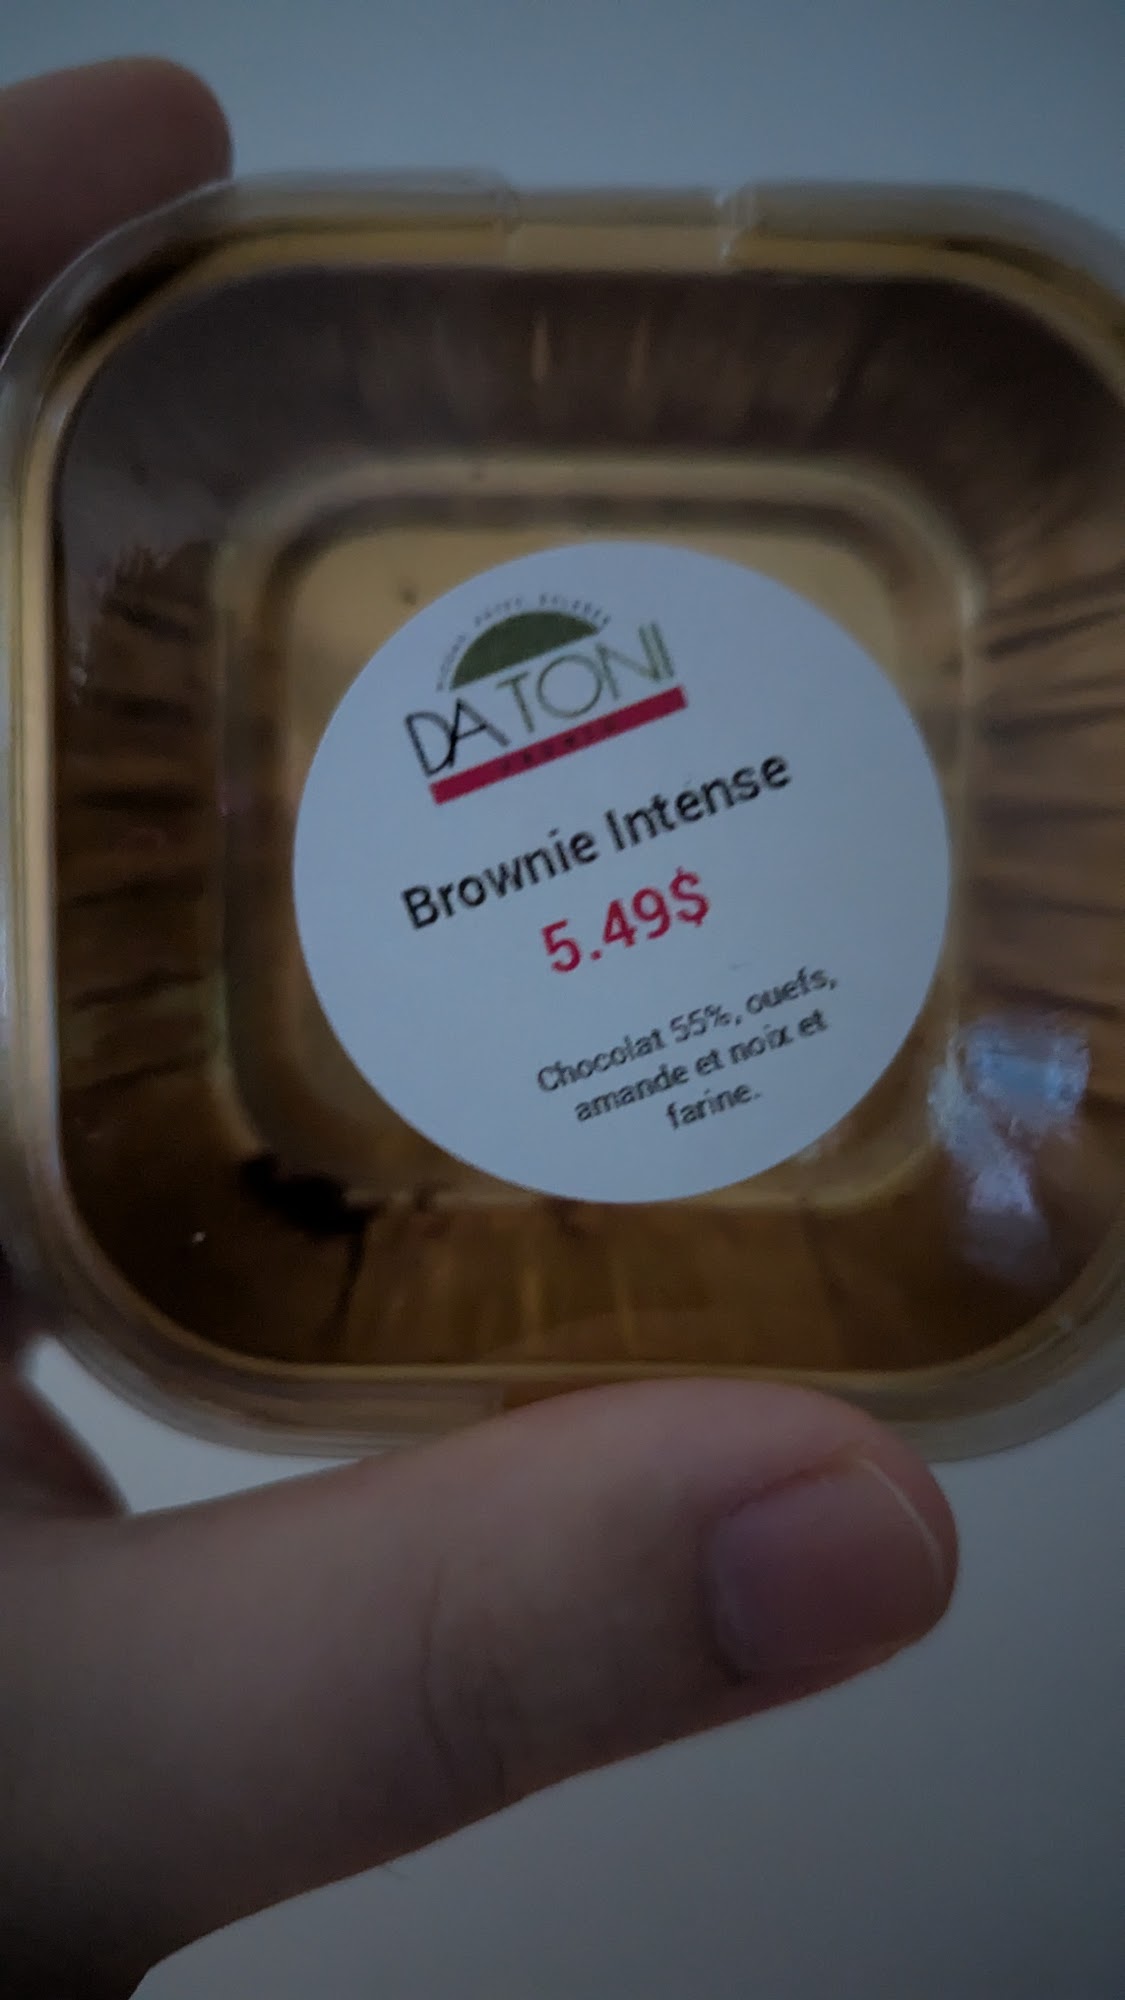 DA TONI
Brownie Intense
5.49$
Chocolat 55%, ouefs,
amande et noix et
farine.